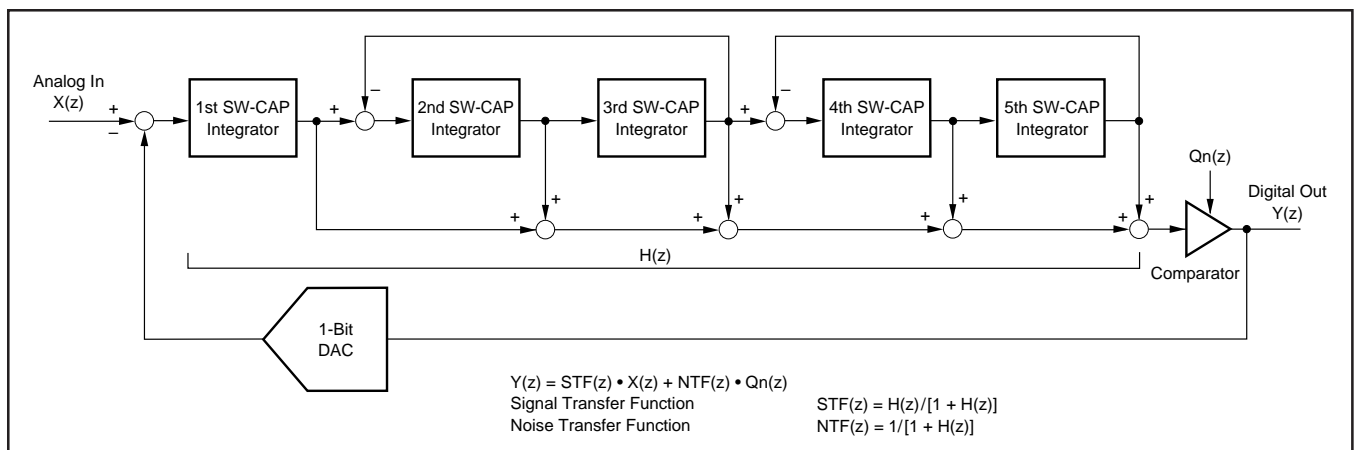 Analog In
X(z)
+
−
1st SW-CAP
Integrator
+
−
2nd SW-CAP
Integrator
3rd SW-CAP
Integrator
+
−
4th SW-CAP
Integrator
5th SW-CAP
Integrator
Qn(z)
Digital Out
Y(z)
+
+
+
+
+
+
+
+
H(z)
Comparator
1-Bit
DAC
Y(z) = STF(z) • X(z) + NTF(z) • Qn(z)
Signal Transfer Function STF(z) = H(z)/[1 + H(z)]
Noise Transfer Function NTF(z) = 1/[1 + H(z)]